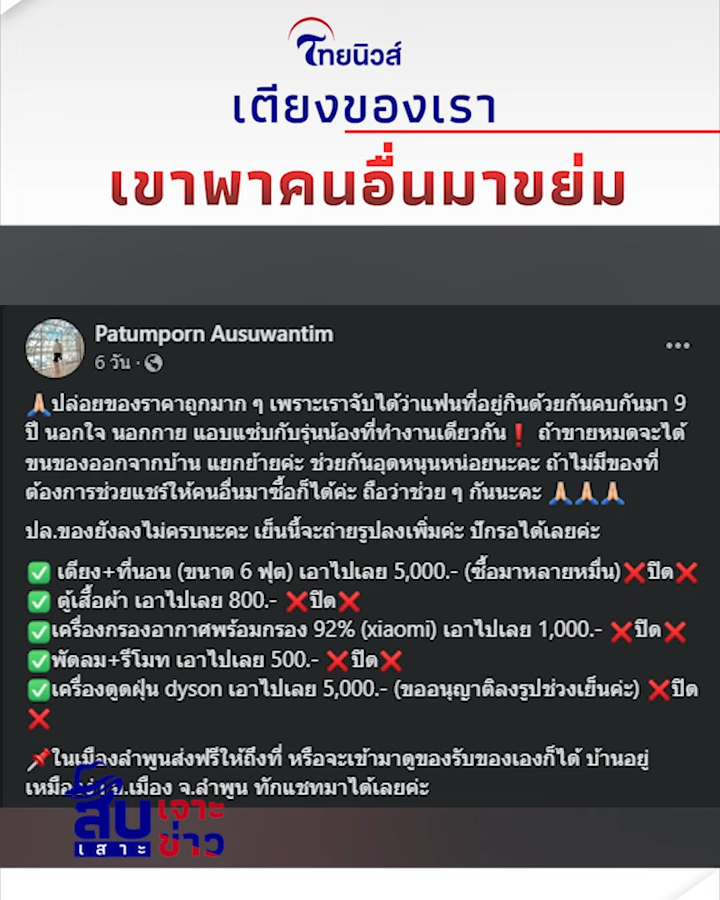 ไทยนิวส์
เตียงของเรา
เขาพาคนอื่นมาขย่ม
Patumporn Ausuwantim
6 วัน ·
🙏ปล่อยของราคาถูกมาก ๆ เพราะเราจับได้ว่าแฟนที่อยู่กินด้วยกันคบกันมา 9
ปี นอกใจ นอกกาย แอบแซ่บกับรุ่นน้องที่ทำงานเดียวกัน❗ ถ้าขายหมดจะได้
ขนของออกจากบ้าน แยกย้ายค่ะ ช่วยกันอุดหนุนหน่อยนะคะ ถ้าไม่มีของที่
ต้องการช่วยแชร์ให้คนอื่นมาซื้อก็ได้ค่ะ ถือว่าช่วย ๆ กันนะคะ 🙏🙏🙏
ปล.ของยังลงไม่ครบนะคะ เย็นนี้จะถ่ายรูปลงเพิ่มค่ะ ปักรอได้เลยค่ะ
✅ เตียง+ที่นอน (ขนาด 6 ฟุต) เอาไปเลย 5,000.- (ซื้อมาหลายหมื่น)❌ปิด❌
✅ ตู้เสื้อผ้า เอาไปเลย 800.- ❌ปิด❌
✅เครื่องกรองอากาศพร้อมกรอง 92% (xiaomi) เอาไปเลย 1,000.- ❌ปิด❌
✅พัดลม+รีโมท เอาไปเลย 500.- ❌ปิด❌
✅เครื่องดูดฝุ่น dyson เอาไปเลย 5,000.- (ขออนุญาติลงรูปช่วงเย็นค่ะ) ❌ปิด
❌
📌ในเมืองลำพูนส่งฟรีให้ถึงที่ หรือจะเข้ามาดูของรับของเองก็ได้ บ้านอยู่
อ.เมือง จ.ลำพูน ทักแชทมาได้เลยค่ะ
สืบ เจาะ
เสาะ ข่าว